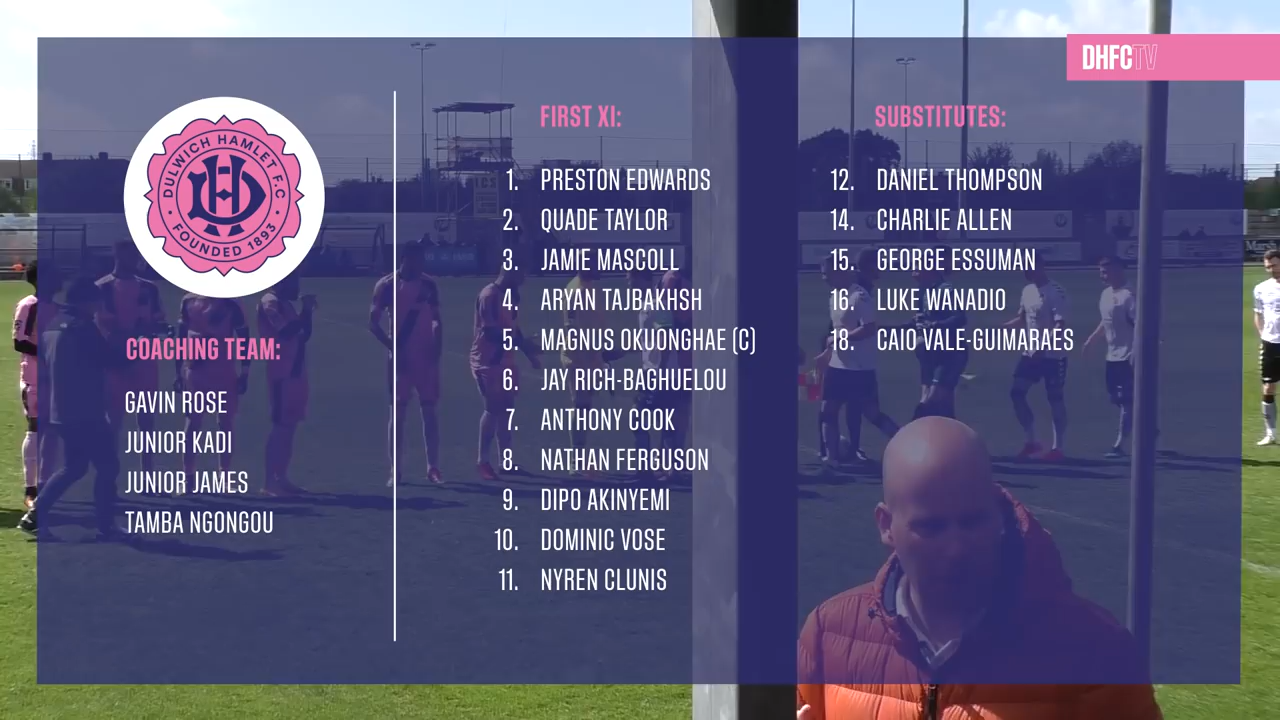 DHFCTV
DULWICH HAMLET F.C
FOUNDED 1893
COACHING TEAM:
GAVIN ROSE
JUNIOR KADI
JUNIOR JAMES
TAMBA NGONGOU
FIRST XI:
1. PRESTON EDWARDS
2. QUADE TAYLOR
3. JAMIE MASCOLL
4. ARYAN TAJBAKHSH
5. MAGNUS OKUONGHAE (C)
6. JAY RICH-BAGHUELOU
7. ANTHONY COOK
8. NATHAN FERGUSON
9. DIPO AKINYEMI
10. DOMINIC VOSE
11. NYREN CLUNIS
SUBSTITUTES:
12. DANIEL THOMPSON
14. CHARLIE ALLEN
15. GEORGE ESSUMAN
16. LUKE WANADIO
18. CAIO VALE-GUIMARAES